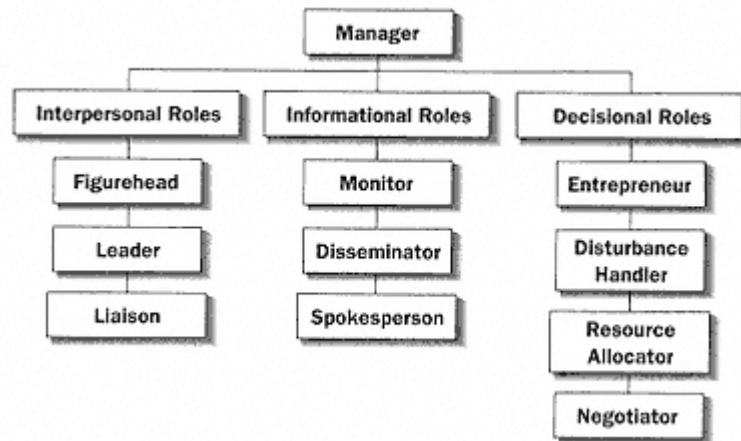 Manager
Interpersonal Roles
Informational Roles
Decisional Roles
Figurehead
Monitor
Entrepreneur
Leader
Disseminator
Disturbance
Handler
Liaison
Spokesperson
Resource
Allocator
Negotiator